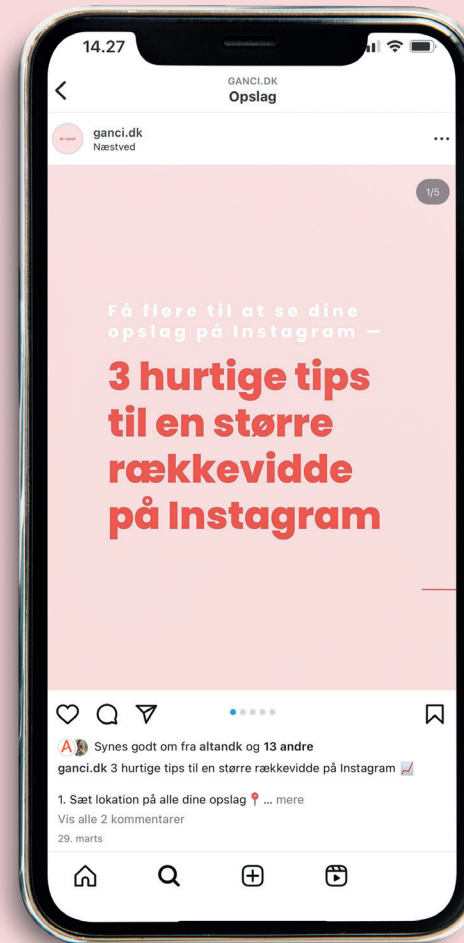 14.27
GANCI.DK
Opslag
ganci.dk
Næstved
1/5
Få flere til at se dine
opslag på Instagram —
3 hurtige tips
til en større
rækkevidde
på Instagram
Synes godt om fra altandk og 13 andre
ganci.dk 3 hurtige tips til en større rækkevidde på Instagram 📈
1. Sæt lokation på alle dine opslag 📍 ... mere
Vis alle 2 kommentarer
29. marts